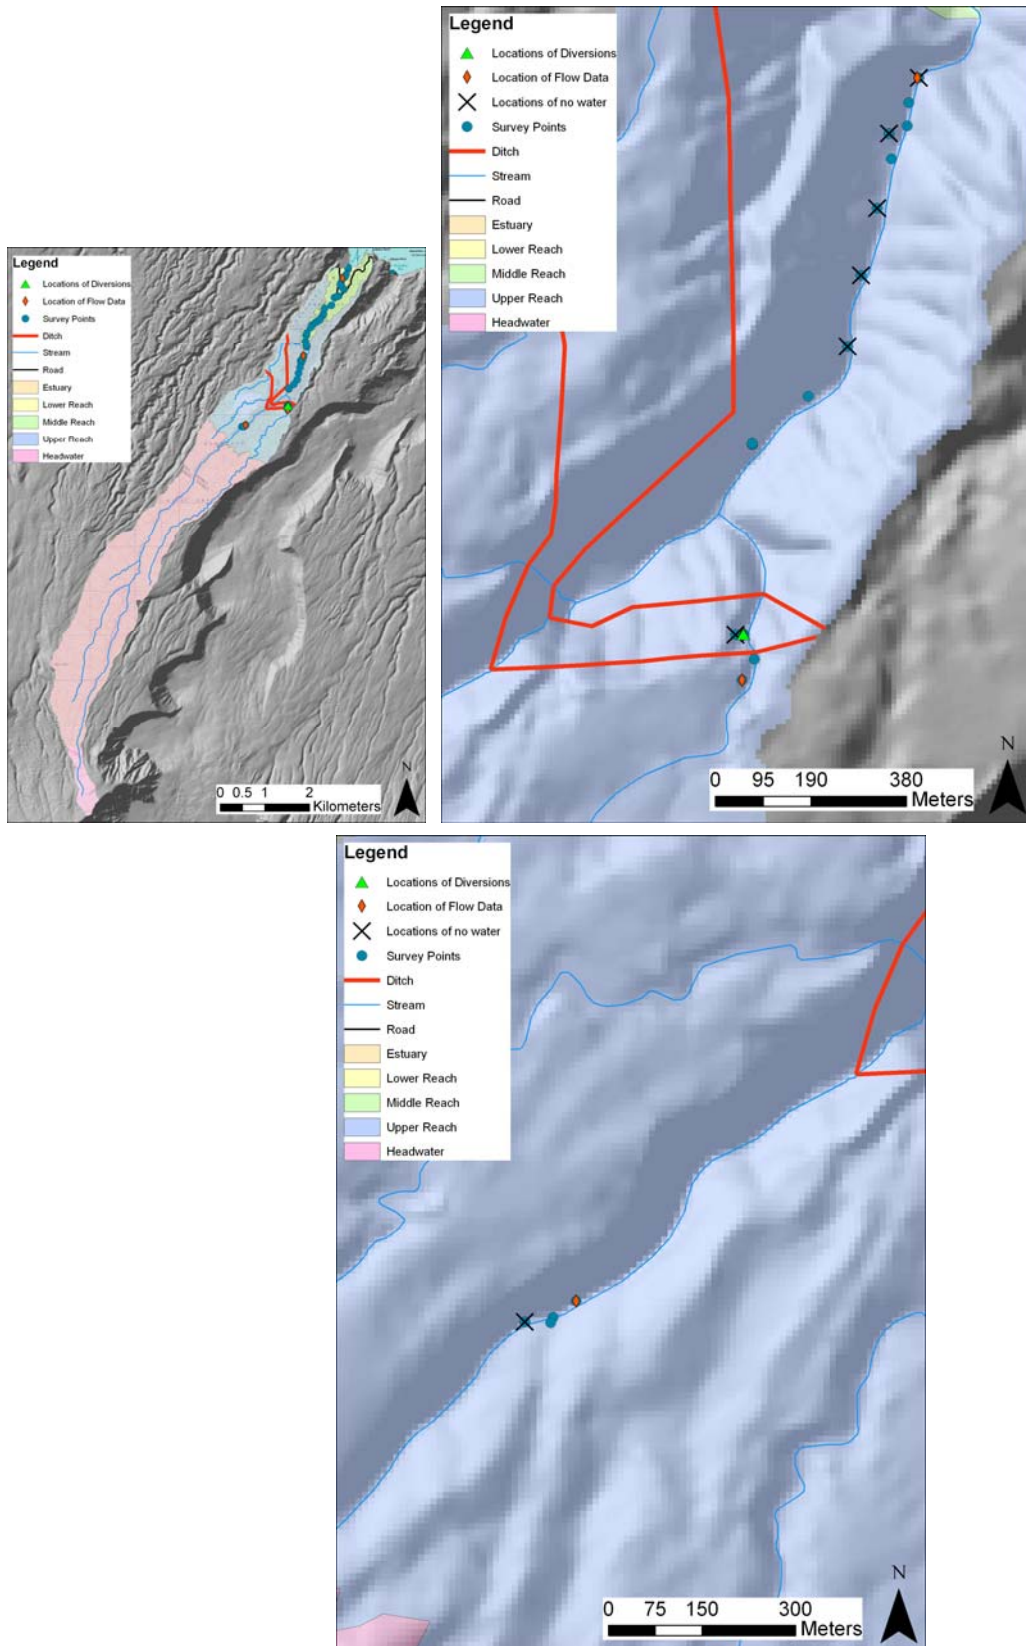 Legend
Locations of Diversions
Location of Flow Data
Survey Points
Ditch
Stream
Road
Estuary
Lower Reach
Middle Reach
Upper Reach
Headwater
N
0 0.5 1 2
Kilometers
Legend
Locations of Diversions
Location of Flow Data
Locations of no water
Survey Points
Ditch
Stream
Road
Estuary
Lower Reach
Middle Reach
Upper Reach
Headwater
N
0 95 190 380
Meters
Legend
Locations of Diversions
Location of Flow Data
Locations of no water
Survey Points
Ditch
Stream
Road
Estuary
Lower Reach
Middle Reach
Upper Reach
Headwater
N
0 75 150 300
Meters